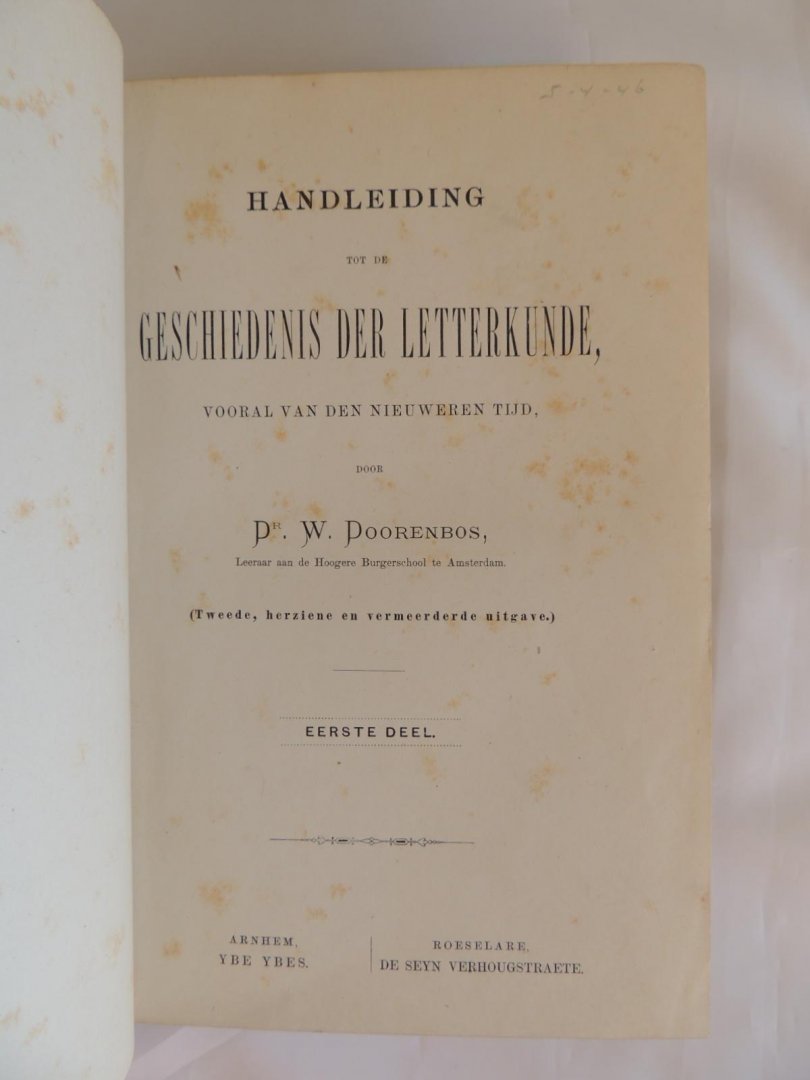 5-4-46
HANDLEIDING
TOT DE
GESCHIEDENIS DER LETTERKUNDE,
VOORAL VAN DEN NIEUWEREN TIJD,
DOOR
DR. W. DOORENBOS,
Leeraar aan de Hoogere Burgerschool te Amsterdam.
(Tweede, herziene en vermeerderde uitgave.)
EERSTE DEEL.
ARNHEM,
YBE YBES.
ROESELARE,
DE SEYN VERHOUGSTRAETE.